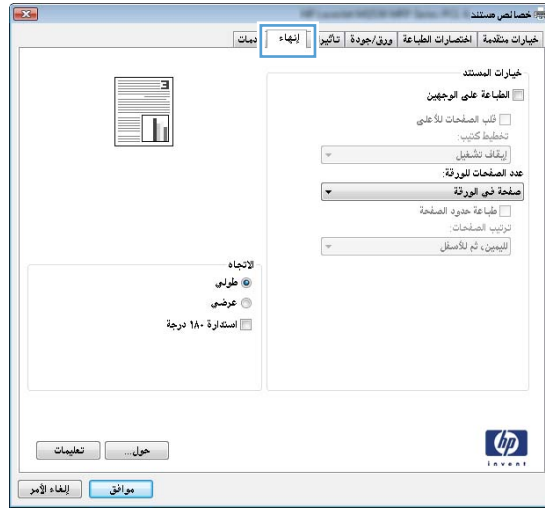 خصائص مستند
خيارات متقدمة
اختصارات الطباعة
ورق/جودة
تأثيرا
إنهاء
دمات
خيارات المستند
الطباعة على الوجهين
قلب الصفحات للأعلى
تخطيط كتيب:
إيقاف تشغيل
عدد الصفحات للورقة:
صفحة في الورقة
طباعة حدود الصفحة
ترتيب الصفحات:
لليمين، ثم للأسفل
الاتجاه
طولي
عرضي
استدارة ١٨٠ درجة
hp
invent
حول...
تعليمات
موافق
إلغاء الأمر